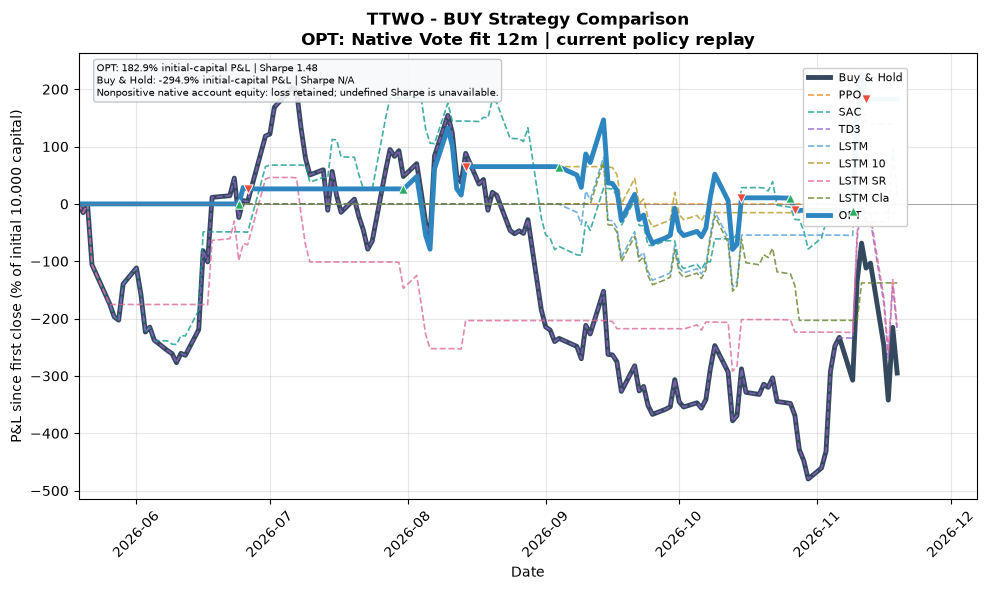 TTWO - BUY Strategy Comparison
OPT: Native Vote fit 12m | current policy replay
OPT: 182.9% initial-capital P&L | Sharpe 1.48
Buy & Hold: -294.9% initial-capital P&L | Sharpe N/A
Nonpositive native account equity: loss retained; undefined Sharpe is unavailable.
Buy & Hold
PPO
SAC
TD3
LSTM
LSTM 10
LSTM SR
LSTM Cla
OPT
P&L since first close (% of initial 10,000 capital)
200
100
0
−100
−200
−300
−400
−500
2026-06
2026-07
2026-08
2026-09
2026-10
2026-11
2026-12
Date